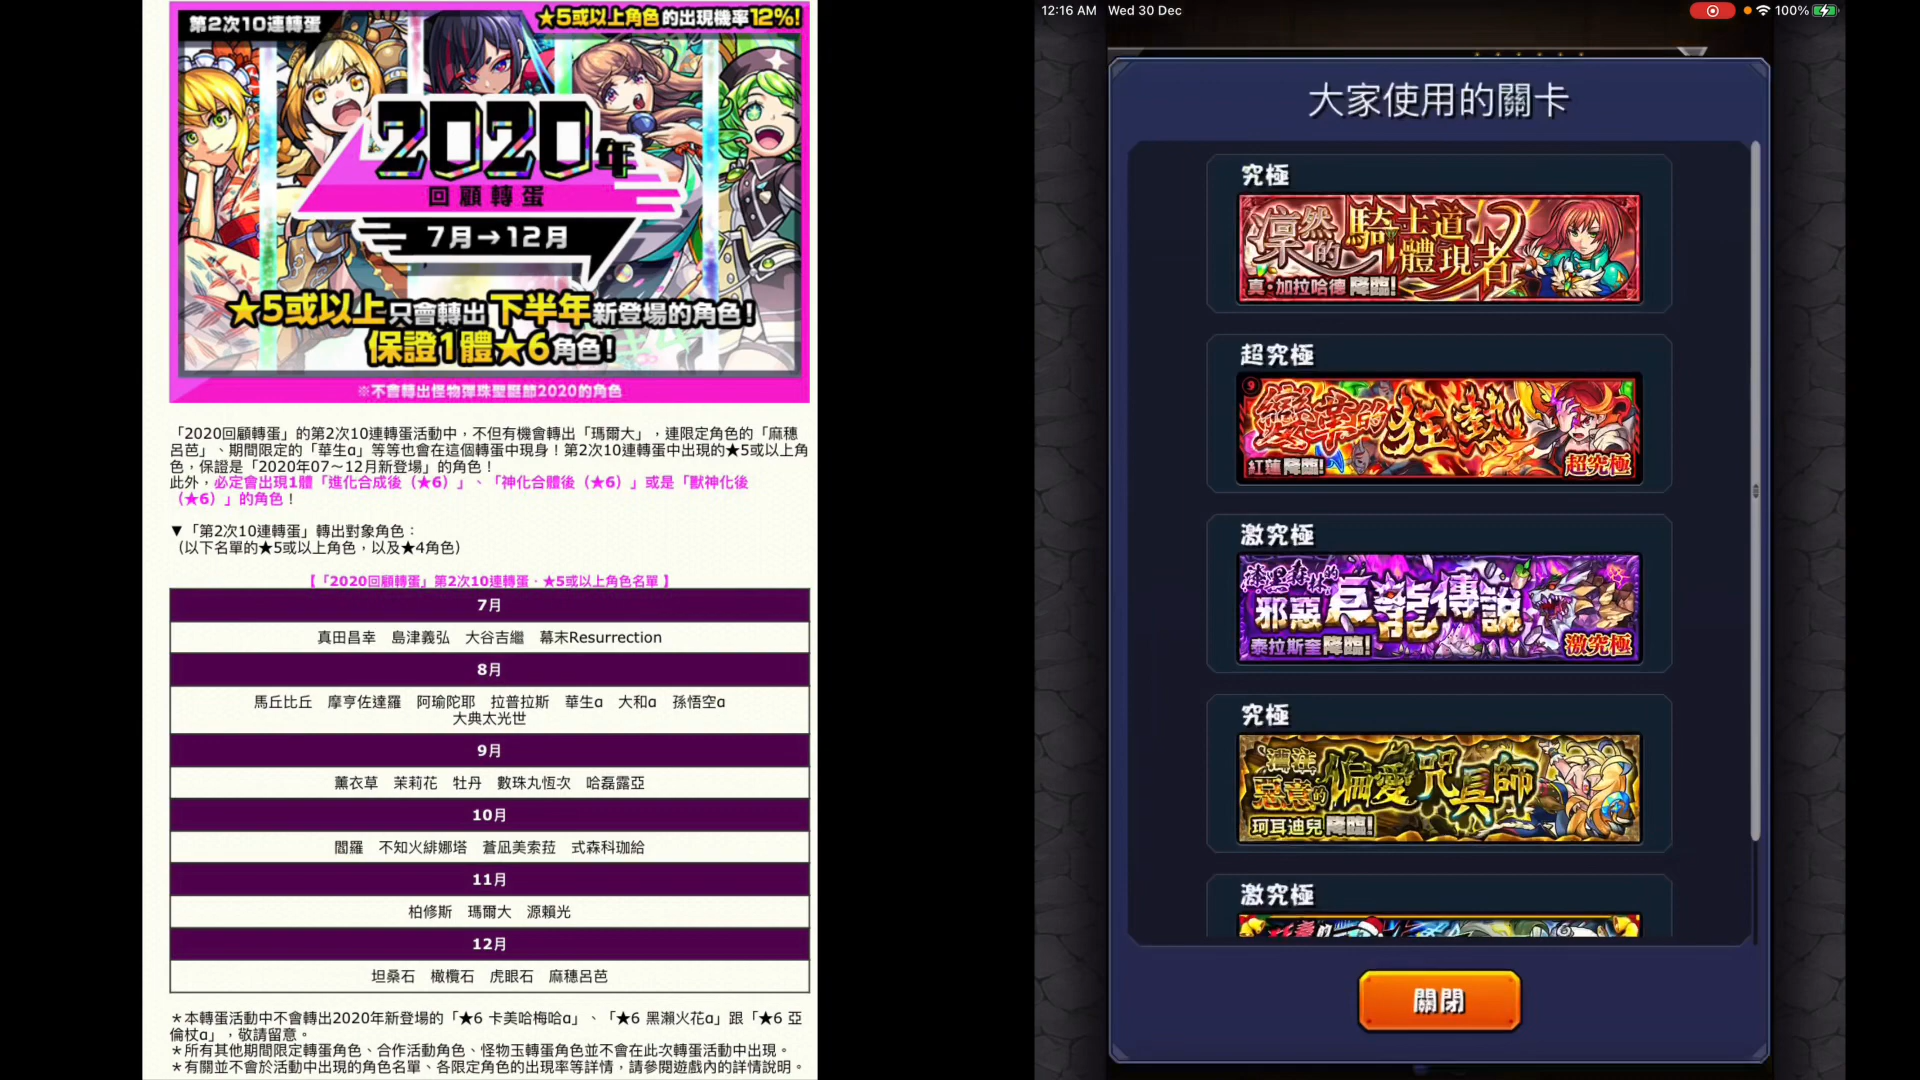 第2次10連轉蛋
★5或以上角色的出現機率12%!
2020年
回顧轉蛋
7月→12月
★5或以上只會轉出下半年新登場的角色!
保證1體★6角色!
※不會轉出怪物彈珠聖誕節2020的角色
「2020回顧轉蛋」的第2次10連轉蛋活動中，不但有機會轉出「瑪爾大」，連限定角色的「麻穗
呂芭」、期間限定的「華生α」等等也會在這個轉蛋中現身！第2次10連轉蛋中出現的★5或以上角
色，保證是「2020年07～12月新登場」的角色！
此外，必定會出現1體「進化合成後（★6）」、「神化合體後（★6）」或是「獸神化後
（★6）」的角色！
▼「第2次10連轉蛋」轉出對象角色：
（以下名單的★5或以上角色，以及★4角色）
【「2020回顧轉蛋」第2次10連轉蛋．★5或以上角色名單 】
7月
真田昌幸 島津義弘 大谷吉繼 幕末Resurrection
8月
馬丘比丘 摩亨佐達羅 阿瑜陀耶 拉普拉斯 華生α 大和α 孫悟空α
大典太光世
9月
薰衣草 茉莉花 牡丹 數珠丸恆次 哈磊露亞
10月
閻羅 不知火緋娜塔 蒼凪美索菈 式森科珈給
11月
柏修斯 瑪爾大 源賴光
12月
坦桑石 橄欖石 虎眼石 麻穗呂芭
＊本轉蛋活動中不會轉出2020年新登場的「★6 卡美哈梅哈α」、「★6 黑瀨火花α」跟「★6 亞
倫杖α」，敬請留意。
＊所有其他期間限定轉蛋角色、合作活動角色、怪物玉轉蛋角色並不會在此次轉蛋活動中出現。
＊有關並不會於活動中出現的角色名單、各限定角色的出現率等詳情，請參閱遊戲內的詳情說明。
12:16 AM Wed 30 Dec
100%
大家使用的關卡
究極
凜然的騎士道體現者
真·加拉哈德 降臨!
超究極
9
變革的狂熱
紅蓮 降臨!
超究極
激究極
漆黑森林的
邪惡巨龍傳說
泰拉斯奎降臨!
激究極
究極
灌注
惡意的偏愛咒具師
珂耳迪兒降臨!
激究極
關閉